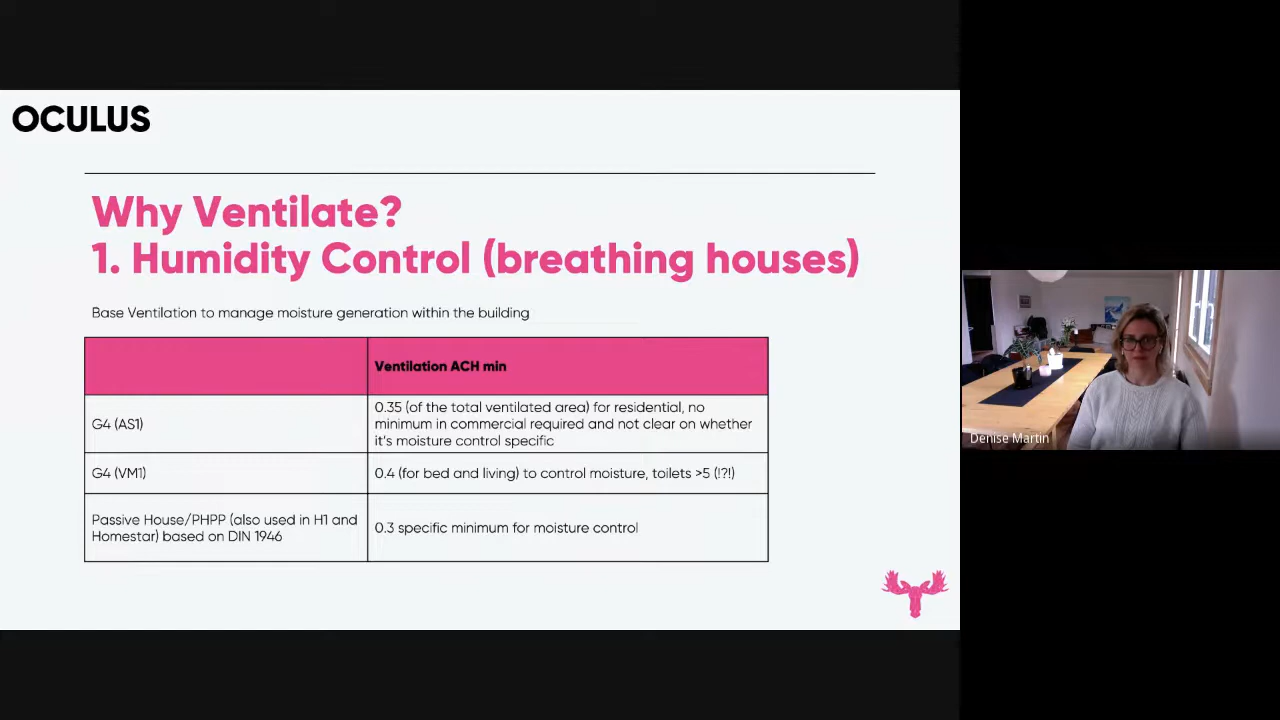 OCULUS
Why Ventilate?
1. Humidity Control (breathing houses)
Base Ventilation to manage moisture generation within the building
Ventilation ACH min
G4 (AS1)
0.35 (of the total ventilated area) for residential, no
minimum in commercial required and not clear on whether
it's moisture control specific
G4 (VM1)
0.4 (for bed and living) to control moisture, toilets >5 (!?!)
Passive House/PHPP (also used in H1 and
Homestar) based on DIN 1946
0.3 specific minimum for moisture control
Denise Martin